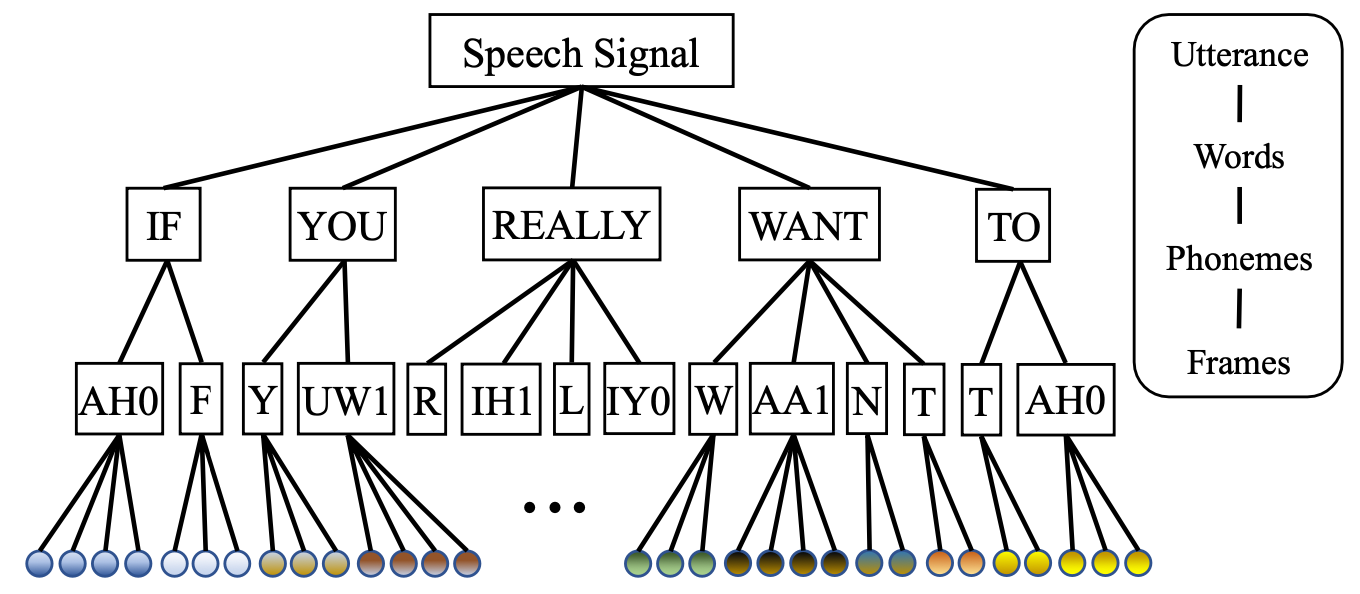 Speech Signal
IF YOU REALLY WANT TO
AH0 F Y UW1 R IH1 L IY0 W AA1 N T T AH0
...
Utterance
Words
Phonemes
Frames